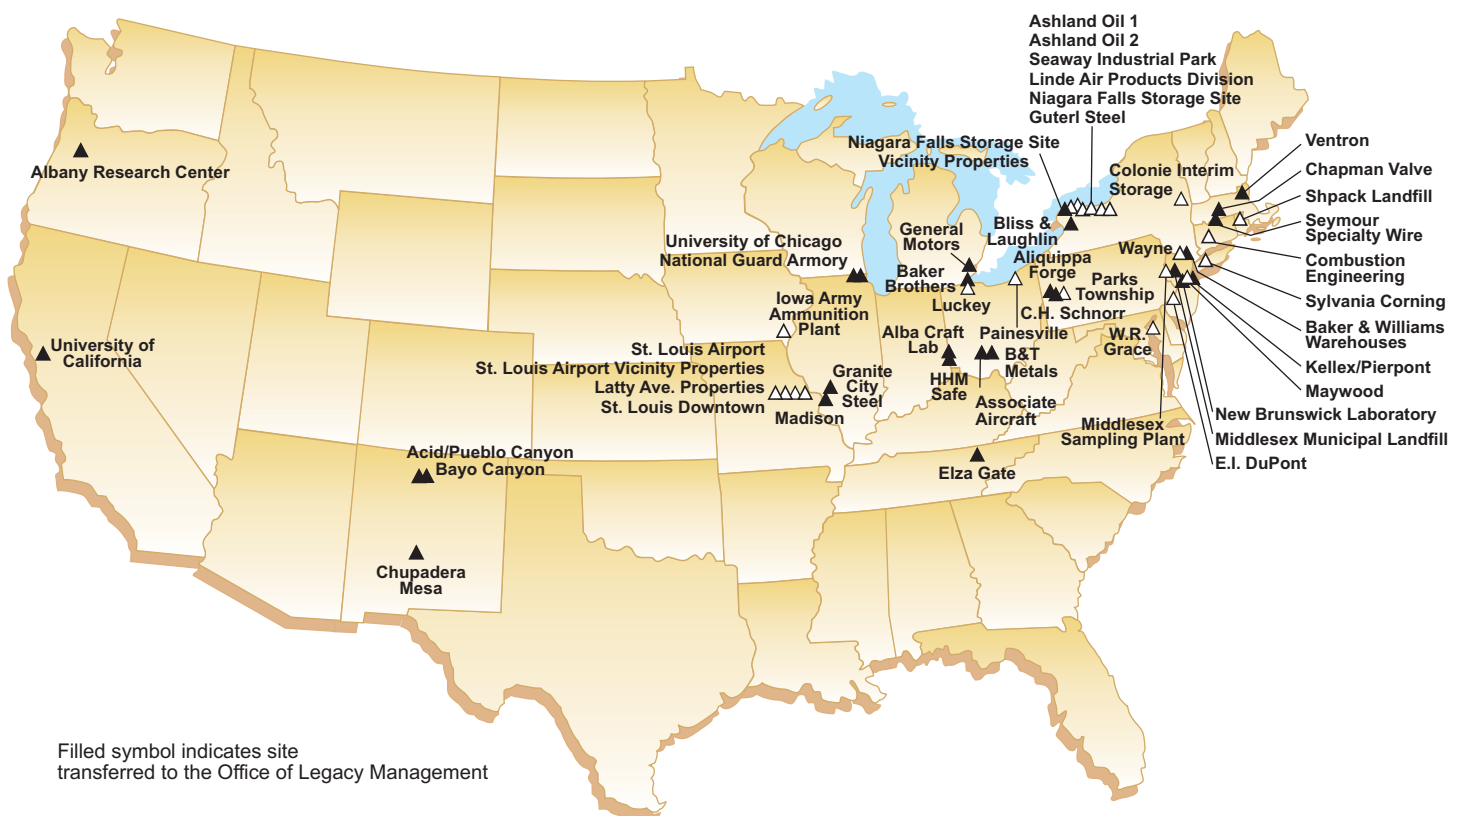 Ashland Oil 1
Ashland Oil 2
Seaway Industrial Park
Linde Air Products Division
Niagara Falls Storage Site
Guterl Steel
Niagara Falls Storage Site
Vicinity Properties
Colonie Interim
Storage
Ventron
Chapman Valve
Shpack Landfill
Seymour
Specialty Wire
Combustion
Engineering
Sylvania Corning
Baker & Williams
Warehouses
Kellex/Pierpont
Maywood
New Brunswick Laboratory
Middlesex Municipal Landfill
E.I. DuPont
Albany Research Center
University of
California
University of Chicago
National Guard Armory
General
Motors
Bliss &
Laughlin
Aliquippa
Forge
Baker
Brothers
Luckey
Parks
Township
C.H. Schnorr
Painesville
Wayne
W.R.
Grace
Iowa Army
Ammunition
Plant
Alba Craft
Lab
HHM
Safe
B&T
Metals
Associate
Aircraft
St. Louis Airport
St. Louis Airport Vicinity Properties
Latty Ave. Properties
St. Louis Downtown
Granite
City
Steel
Madison
Middlesex
Sampling Plant
Elza Gate
Acid/Pueblo Canyon
Bayo Canyon
Chupadera
Mesa
Filled symbol indicates site
transferred to the Office of Legacy Management